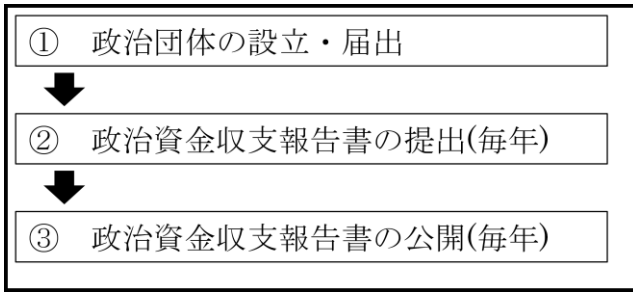 ① 政治団体の設立・届出
② 政治資金収支報告書の提出(毎年)
③ 政治資金収支報告書の公開(毎年)